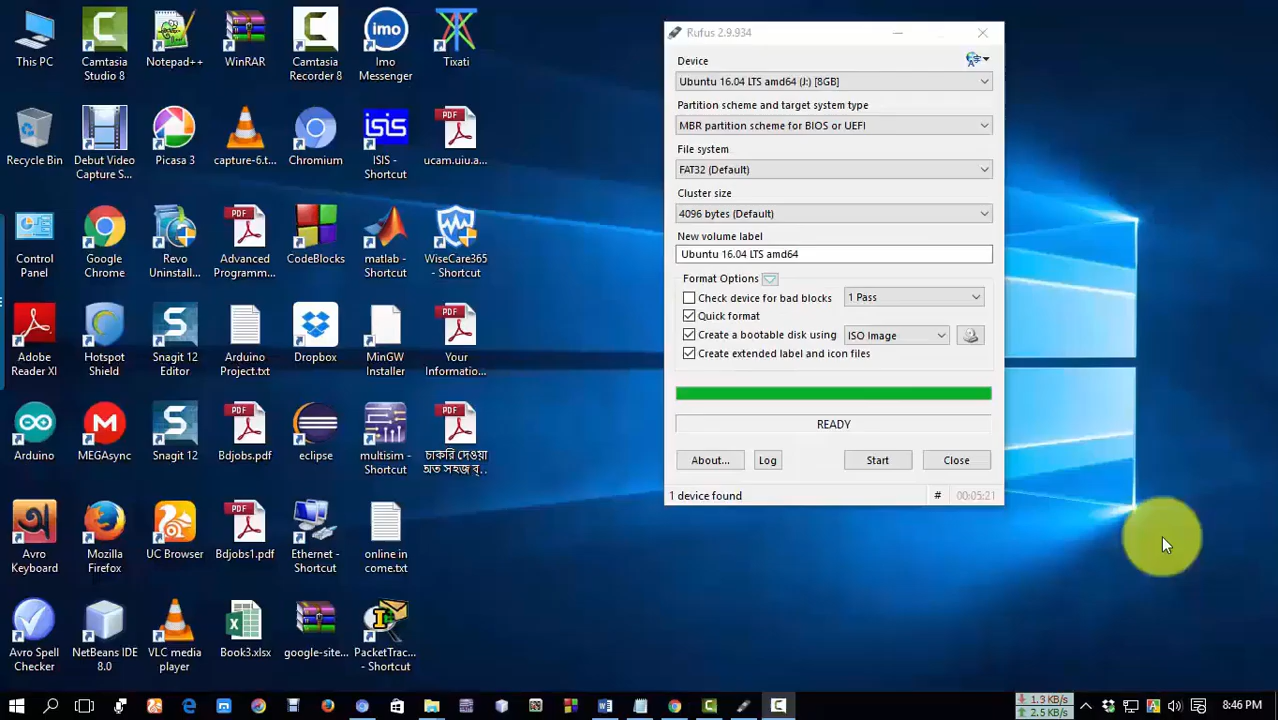 This PC
Camtasia
Studio 8
Notepad++
WinRAR
Camtasia
Recorder 8
imo
Imo
Messenger
Tixati
Recycle Bin
Debut Video
Capture S...
Picasa 3
capture-6.t...
Chromium
isis
ISIS -
Shortcut
PDF
ucam.uiu.a...
Control
Panel
Google
Chrome
Revo
Uninstall...
PDF
Advanced
Programm...
CodeBlocks
matlab -
Shortcut
WiseCare365
- Shortcut
Adobe
Reader XI
Hotspot
Shield
Snagit 12
Editor
Arduino
Project.txt
Dropbox
MinGW
Installer
PDF
Your
Informatio...
Arduino
MEGAsync
Snagit 12
PDF
Bdjobs.pdf
eclipse
multisim -
Shortcut
PDF
চাকরি দেওয়া
অত সহজ ব্...
Avro
Keyboard
Mozilla
Firefox
UC Browser
PDF
Bdjobs1.pdf
Ethernet -
Shortcut
online in
come.txt
Avro Spell
Checker
NetBeans IDE
8.0
VLC media
player
Book3.xlsx
google-site...
PacketTrac...
- Shortcut
Rufus 2.9.934
Device
Ubuntu 16.04 LTS amd64 (J:) [8GB]
Partition scheme and target system type
MBR partition scheme for BIOS or UEFI
File system
FAT32 (Default)
Cluster size
4096 bytes (Default)
New volume label
Ubuntu 16.04 LTS amd64
Format Options
Check device for bad blocks
1 Pass
Quick format
Create a bootable disk using
ISO Image
Create extended label and icon files
READY
About...
Log
Start
Close
1 device found
#
00:05:21
1.3 KB/s
2.5 KB/s
8:46 PM